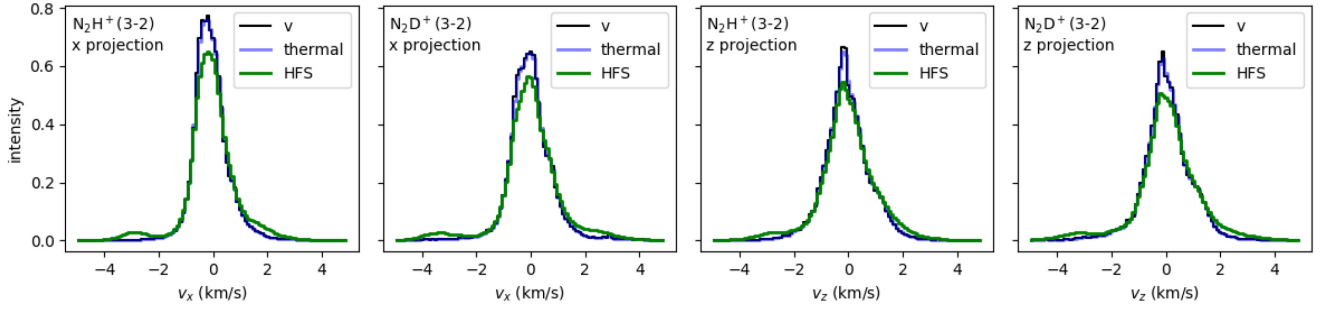 0.8
0.6
0.4
0.2
0.0
intensity
N₂H⁺(3-2)
x projection
v
thermal
HFS
−4 −2 0 2 4
vₓ (km/s)
N₂D⁺(3-2)
x projection
v
thermal
HFS
−4 −2 0 2 4
vₓ (km/s)
N₂H⁺(3-2)
z projection
v
thermal
HFS
−4 −2 0 2 4
v_z (km/s)
N₂D⁺(3-2)
z projection
v
thermal
HFS
−4 −2 0 2 4
v_z (km/s)